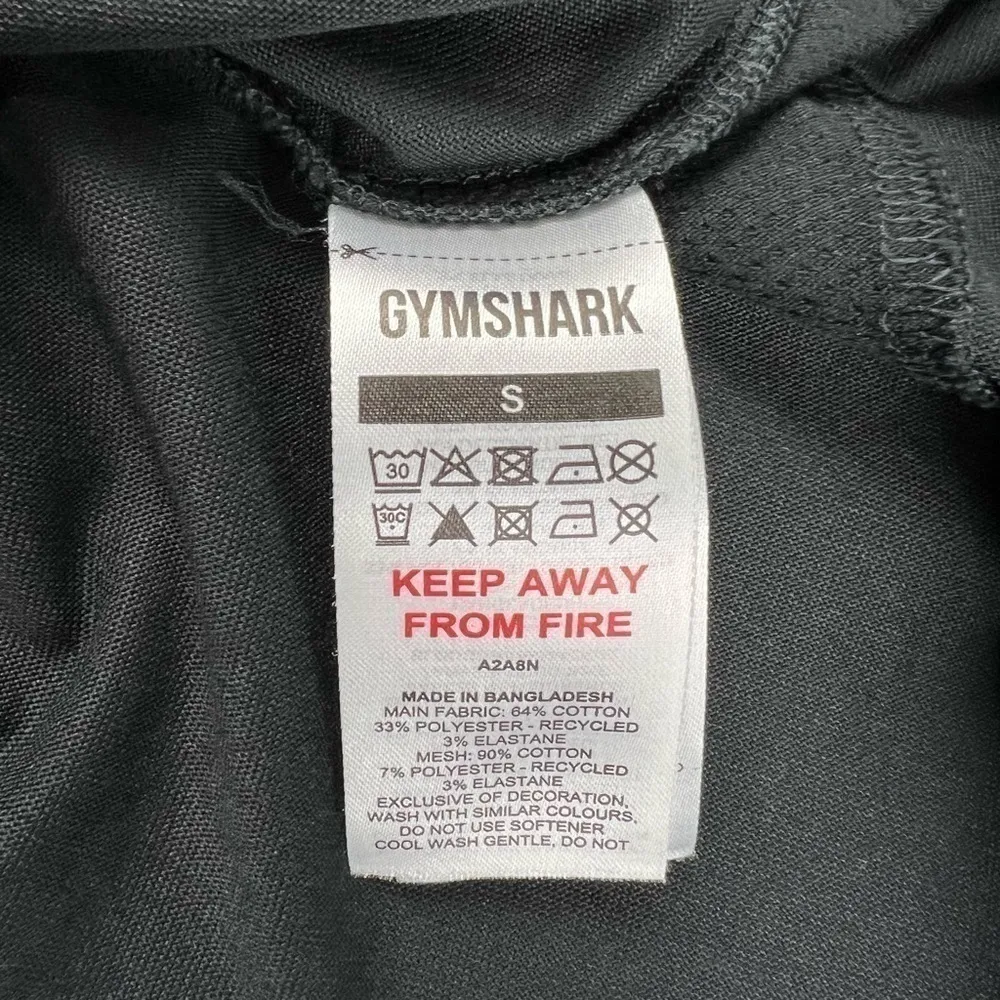 GYMSHARK
S
30
30C
KEEP AWAY
FROM FIRE
A2A8N
MADE IN BANGLADESH
MAIN FABRIC: 64% COTTON
33% POLYESTER - RECYCLED
3% ELASTANE
MESH: 90% COTTON
7% POLYESTER - RECYCLED
3% ELASTANE
EXCLUSIVE OF DECORATION,
WASH WITH SIMILAR COLOURS,
DO NOT USE SOFTENER
COOL WASH GENTLE, DO NOT